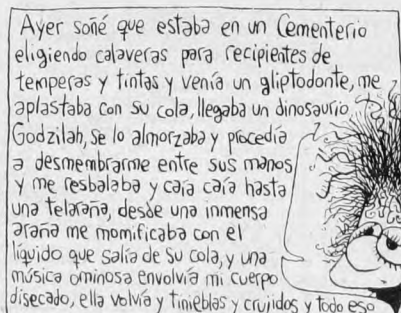 Ayer soñé que estaba en un Cementerio
eligiendo calaveras para recipientes de
temperas y tintas y venía un gliptodonte, me
aplastaba con su cola, llegaba un dinosaurio
Godzilah, se lo almorzaba y procedía
a desmembrarme entre sus manos
y me resbalaba y caía caía hasta
una telaraña, desde una inmensa
araña me momificaba con el
líquido que salía de su cola, y una
música ominosa envolvía mi cuerpo
disecado, ella volvía y tinieblas y crujidos y todo eso